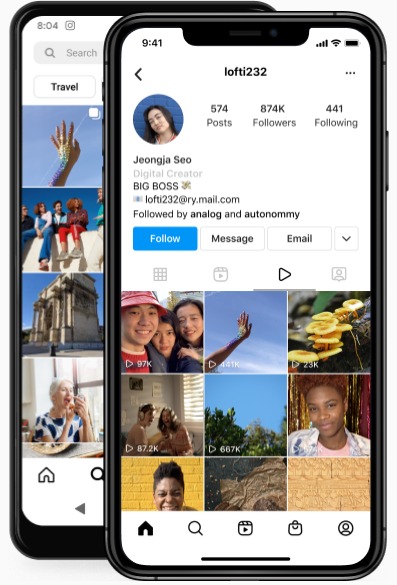 8:04
Search
Travel
9:41
lofti232
574 874K 441
Posts Followers Following
Jeongja Seo
Digital Creator
BIG BOSS
lofti232@ry.mail.com
Followed by analog and autonommy
Follow Message Email
97K 441K 23K
87.2K 667K